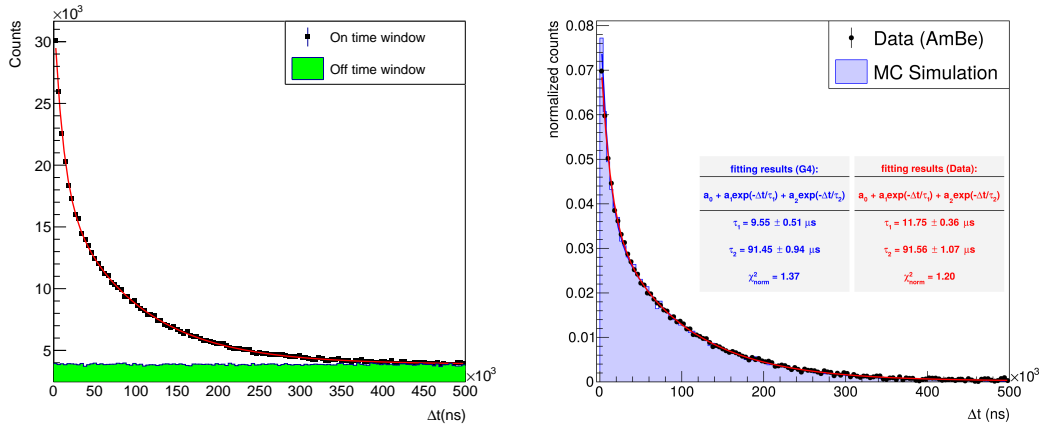 ×10³
Counts
30
25
20
15
10
5
On time window
Off time window
0 50 100 150 200 250 300 350 400 450 500
×10³
Δt(ns)
normalized counts
0.08
0.07
0.06
0.05
0.04
0.03
0.02
0.01
0
Data (AmBe)
MC Simulation
fitting results (G4):
a₀ + a₁exp(-Δt/τ₁) + a₂exp(-Δt/τ₂)
τ₁ = 9.55 ± 0.51 μs
τ₂ = 91.45 ± 0.94 μs
χ²norm = 1.37
fitting results (Data):
a₀ + a₁exp(-Δt/τ₁) + a₂exp(-Δt/τ₂)
τ₁ = 11.75 ± 0.36 μs
τ₂ = 91.56 ± 1.07 μs
χ²norm = 1.20
0 100 200 300 400 500
×10³
Δt (ns)